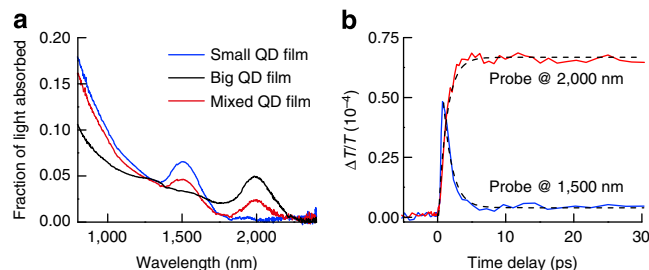 a
Fraction of light absorbed
0.20
0.15
0.10
0.05
0.00
Small QD film
Big QD film
Mixed QD film
1,000
1,500
2,000
Wavelength (nm)
b
ΔT/T (10⁻⁴)
0.75
0.50
0.25
0.00
Probe @ 2,000 nm
Probe @ 1,500 nm
0
10
20
30
Time delay (ps)